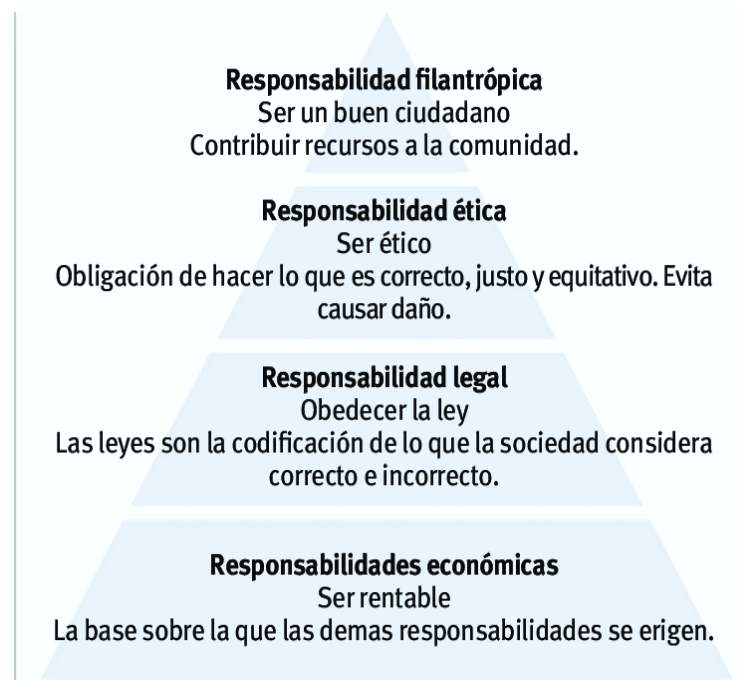 Responsabilidad filantrópica
Ser un buen ciudadano
Contribuir recursos a la comunidad.
Responsabilidad ética
Ser ético
Obligación de hacer lo que es correcto, justo y equitativo. Evita
causar daño.
Responsabilidad legal
Obedecer la ley
Las leyes son la codificación de lo que la sociedad considera
correcto e incorrecto.
Responsabilidades económicas
Ser rentable
La base sobre la que las demas responsabilidades se erigen.